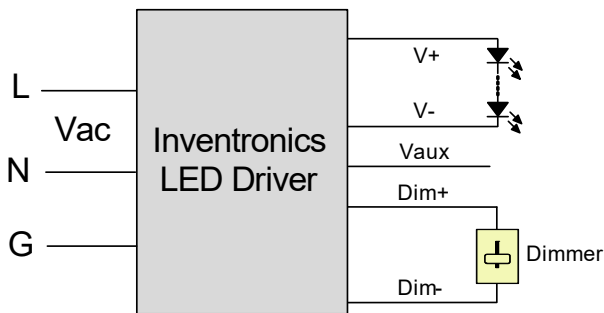 L
Vac
N
G
Inventronics
LED Driver
V+
V-
Vaux
Dim+
Dim-
Dimmer